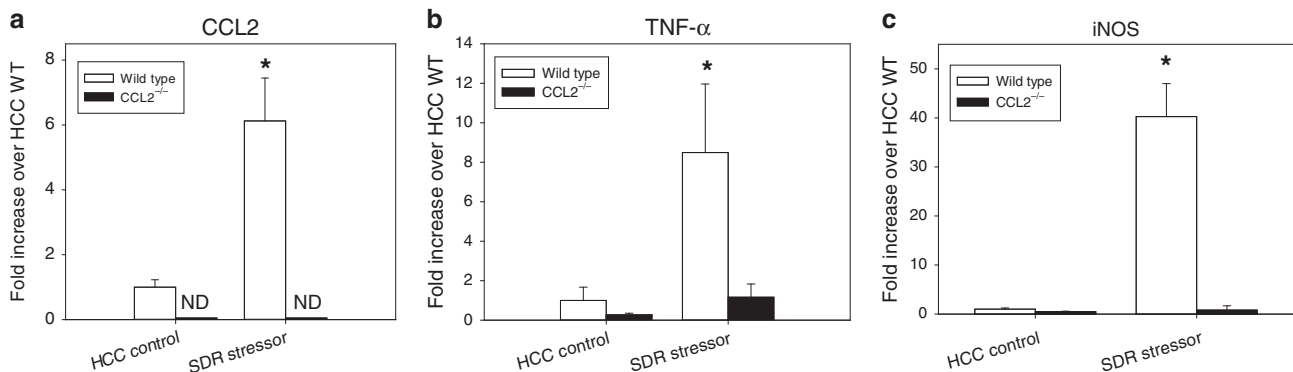 a
CCL2
Fold increase over HCC WT
8
6
4
2
0
Wild type
CCL2−/−
*
ND
ND
HCC control
SDR stressor
b
TNF-α
Fold increase over HCC WT
14
12
10
8
6
4
2
0
Wild type
CCL2−/−
*
HCC control
SDR stressor
c
iNOS
Fold increase over HCC WT
50
40
30
20
10
0
Wild type
CCL2−/−
*
HCC control
SDR stressor